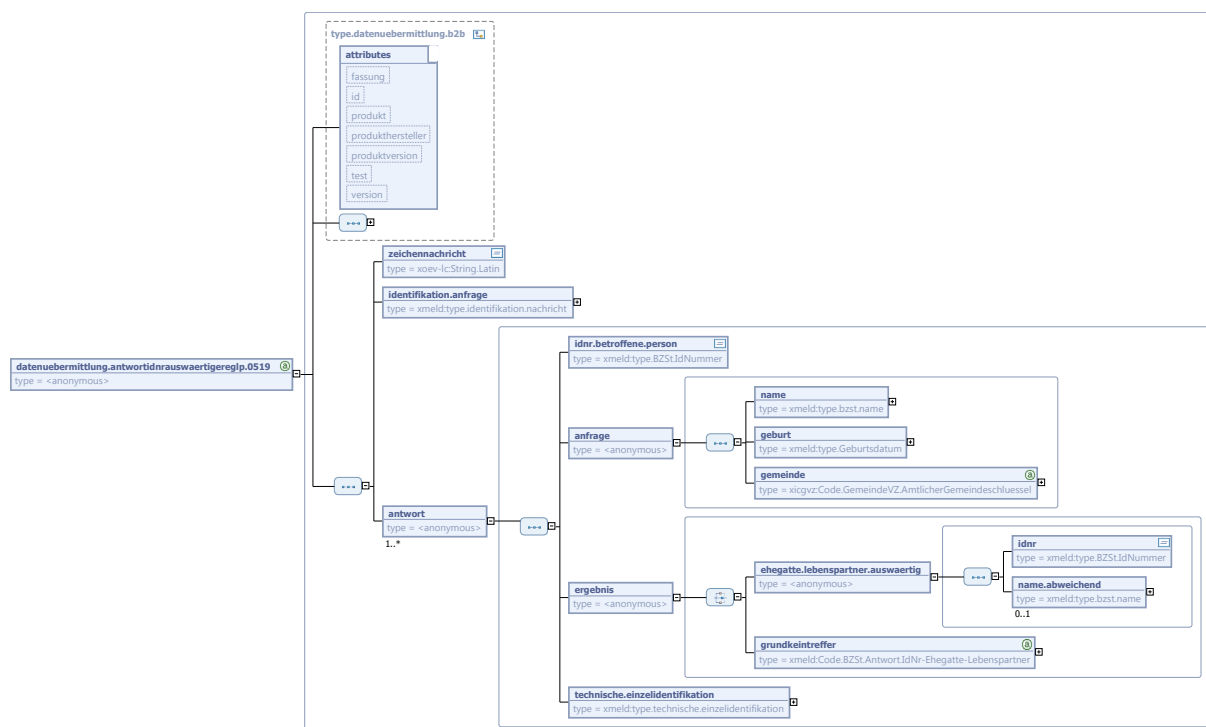 type.datenuebermittlung.b2b
attributes
fassung
id
produkt
produkthersteller
produktversion
test
version
zeichennachricht
type = xoev-lc:String.Latin
identifikation.anfrage
type = xmeld:type.identifikation.nachricht
datenuebermittlung.antwortidnrauswaertigereglp.0519
type = <anonymous>
idnr.betroffene.person
type = xmeld:type.BZSt.IdNummer
name
type = xmeld:type.bzst.name
anfrage
type = <anonymous>
geburt
type = xmeld:type.Geburtsdatum
gemeinde
type = xicgvz:Code.GemeindeVZ.AmtlicherGemeindeschluessel
antwort
type = <anonymous>
1..*
idnr
type = xmeld:type.BZSt.IdNummer
ehegatte.lebenspartner.auswaertig
type = <anonymous>
name.abweichend
type = xmeld:type.bzst.name
0..1
ergebnis
type = <anonymous>
grundkeintreffer
type = xmeld:Code.BZSt.Antwort.IdNr-Ehegatte-Lebenspartner
technische.einzelidentifikation
type = xmeld:type.technische.einzelidentifikation